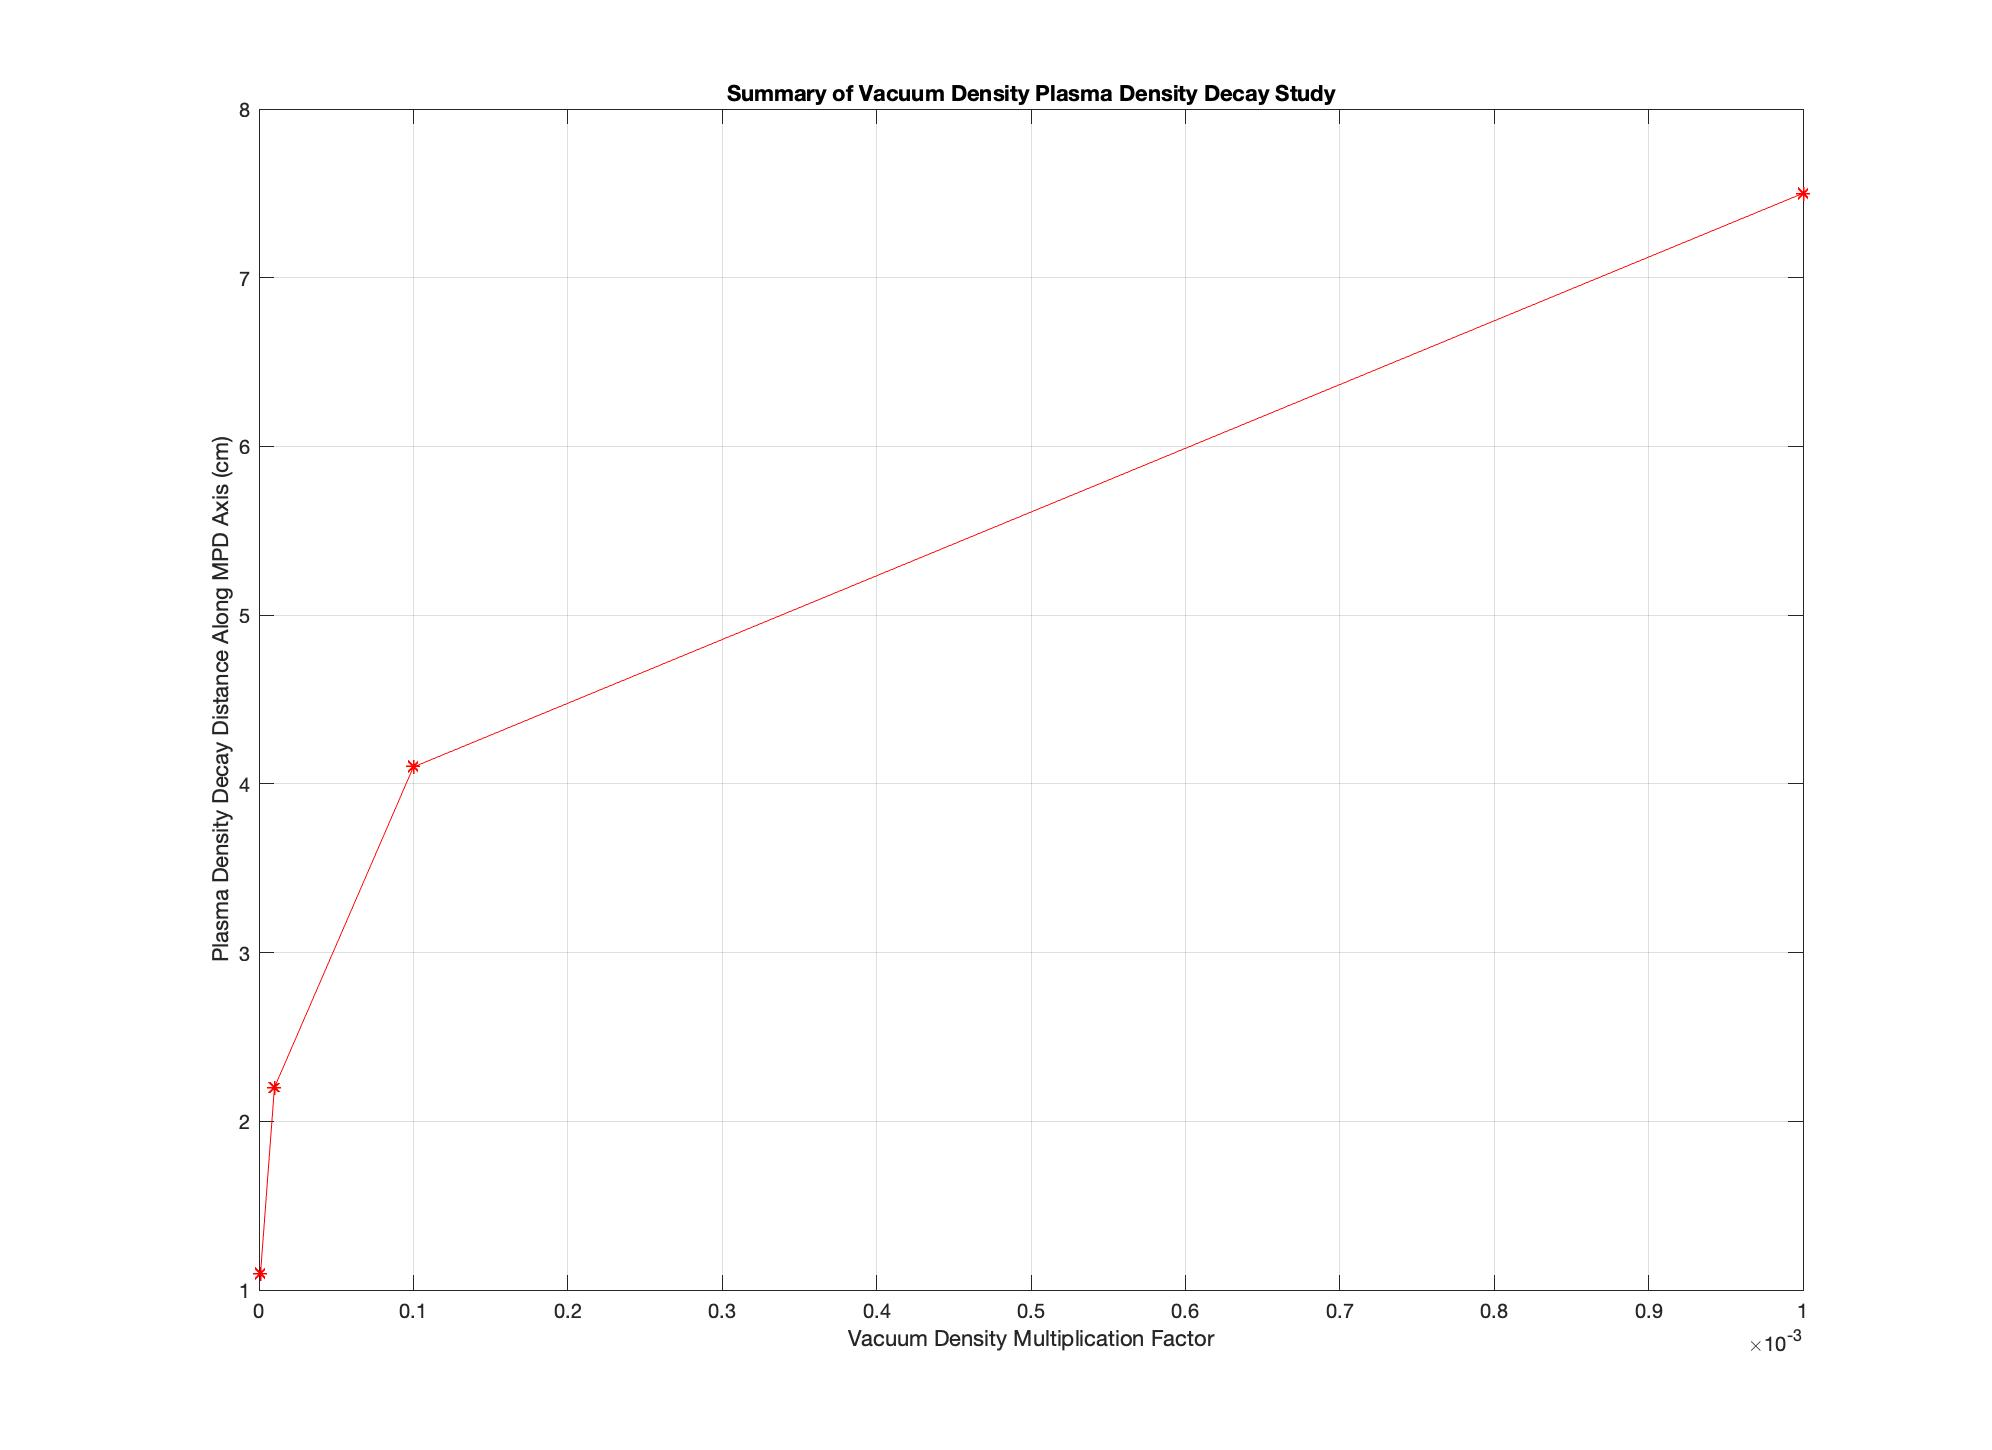 Summary of Vacuum Density Plasma Density Decay Study
Plasma Density Decay Distance Along MPD Axis (cm)
8
7
6
5
4
3
2
1
0 0.1 0.2 0.3 0.4 0.5 0.6 0.7 0.8 0.9 1
Vacuum Density Multiplication Factor
×10-3